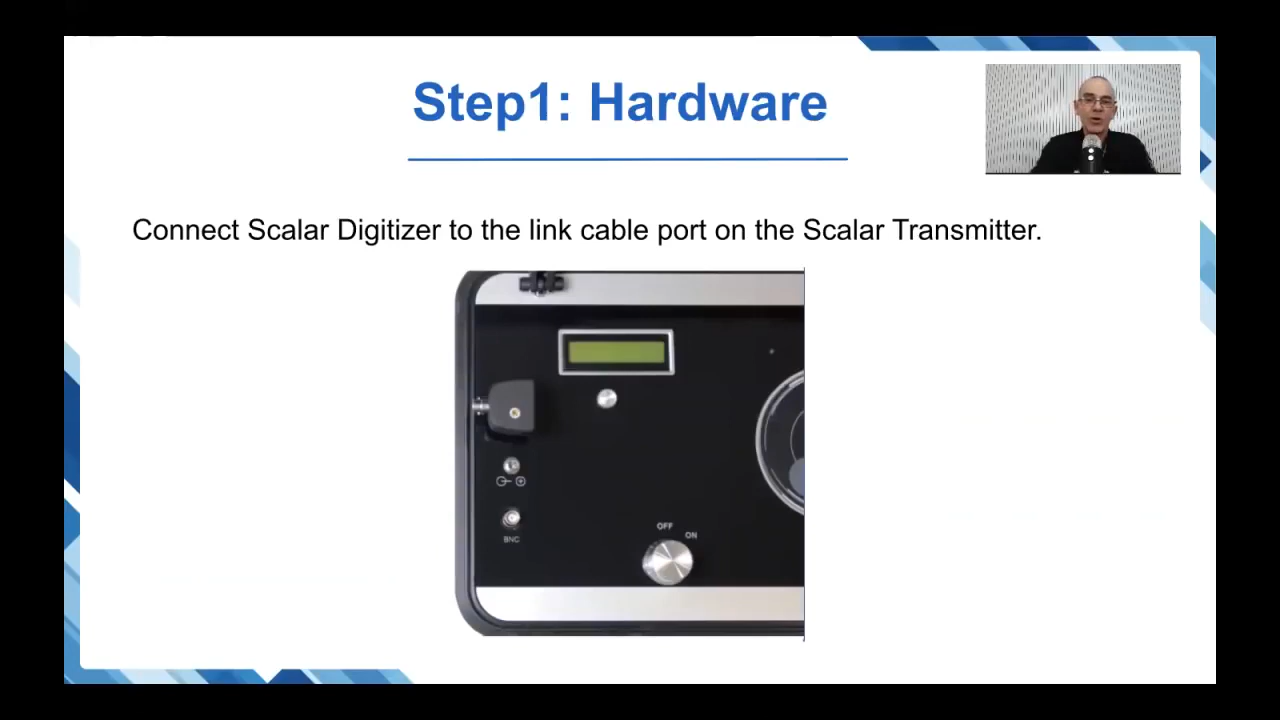 Step1: Hardware
Connect Scalar Digitizer to the link cable port on the Scalar Transmitter.
OFF
ON
BNC